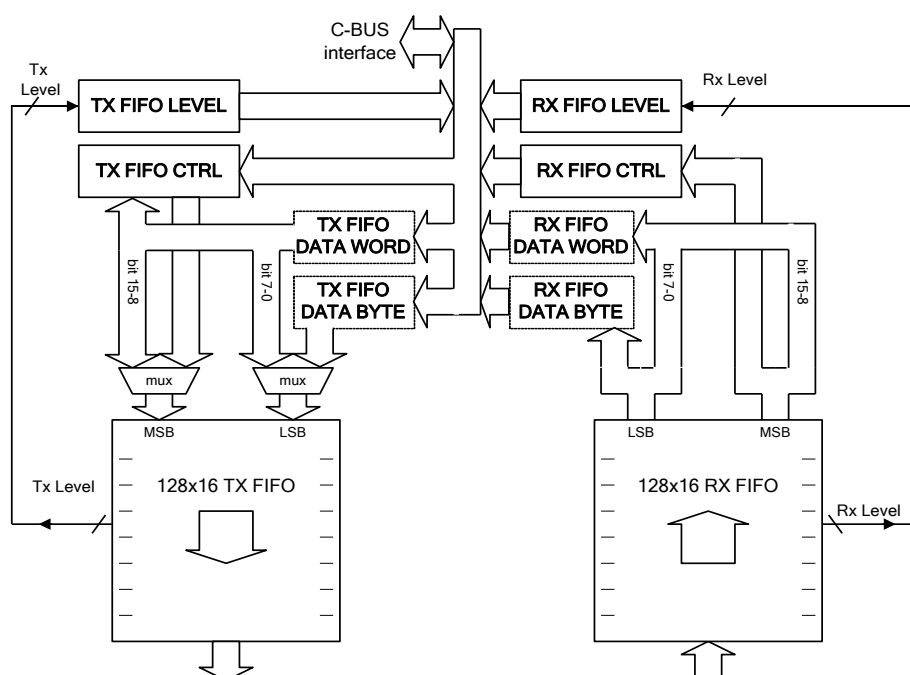 C-BUS
interface
Tx
Level
Rx Level
TX FIFO LEVEL
RX FIFO LEVEL
TX FIFO CTRL
RX FIFO CTRL
TX FIFO
DATA WORD
RX FIFO
DATA WORD
bit 15-8
bit 7-0
bit 7-0
bit 15-8
TX FIFO
DATA BYTE
RX FIFO
DATA BYTE
mux
mux
MSB
LSB
LSB
MSB
Tx Level
128x16 TX FIFO
128x16 RX FIFO
Rx Level